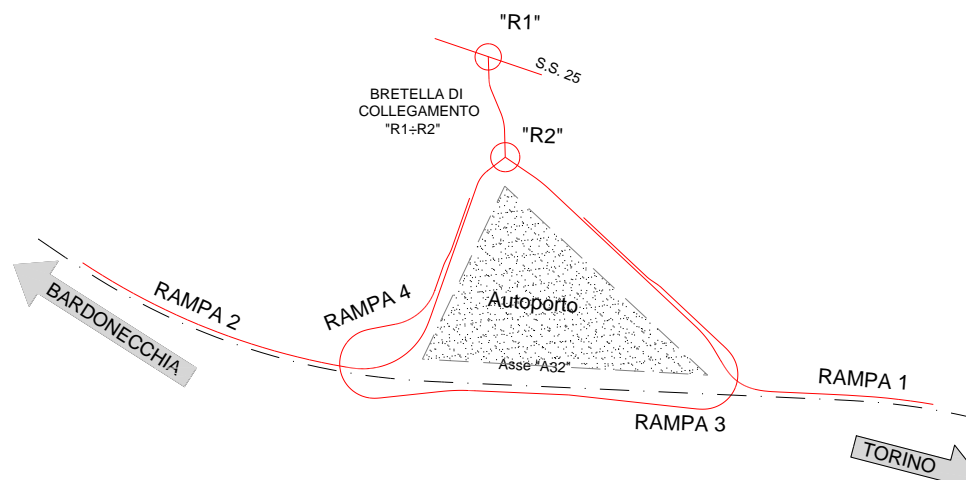 "R1"
S.S. 25
BRETELLA DI
COLLEGAMENTO
"R1÷R2"
"R2"
RAMPA 4
Autoporto
BARDONECCHIA
RAMPA 2
Asse "A32"
RAMPA 1
RAMPA 3
TORINO